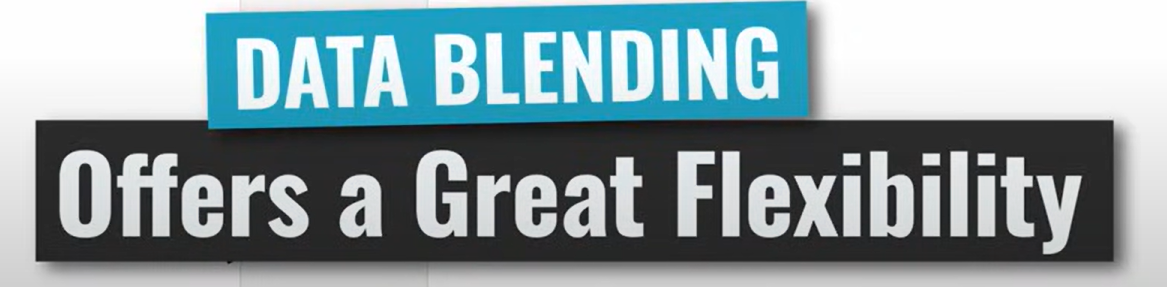 DATA BLENDING
Offers a Great Flexibility